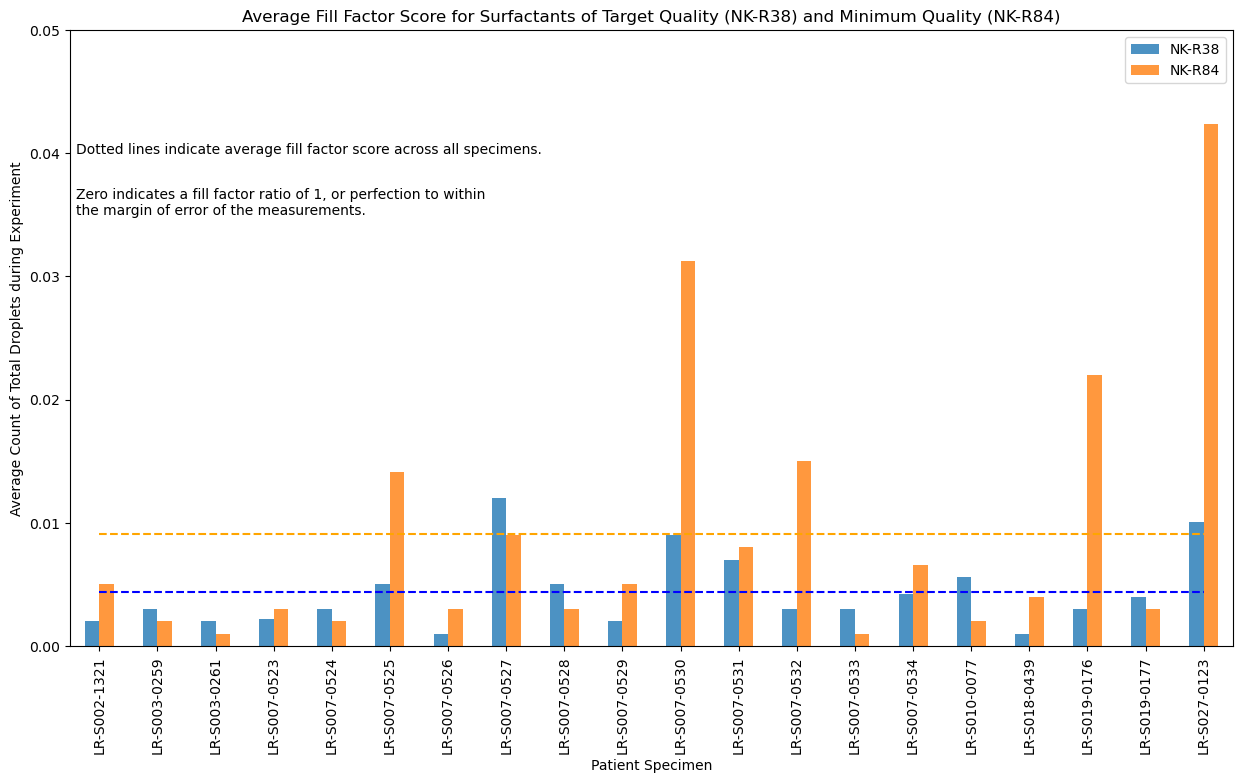 Average Fill Factor Score for Surfactants of Target Quality (NK-R38) and Minimum Quality (NK-R84)
NK-R38
NK-R84
Dotted lines indicate average fill factor score across all specimens.
Zero indicates a fill factor ratio of 1, or perfection to within
the margin of error of the measurements.
Average Count of Total Droplets during Experiment
0.05
0.04
0.03
0.02
0.01
0.00
LR-S002-1321
LR-S003-0259
LR-S003-0261
LR-S007-0523
LR-S007-0524
LR-S007-0525
LR-S007-0526
LR-S007-0527
LR-S007-0528
LR-S007-0529
LR-S007-0530
LR-S007-0531
LR-S007-0532
LR-S007-0533
LR-S007-0534
LR-S010-0077
LR-S018-0439
LR-S019-0176
LR-S019-0177
LR-S027-0123
Patient Specimen